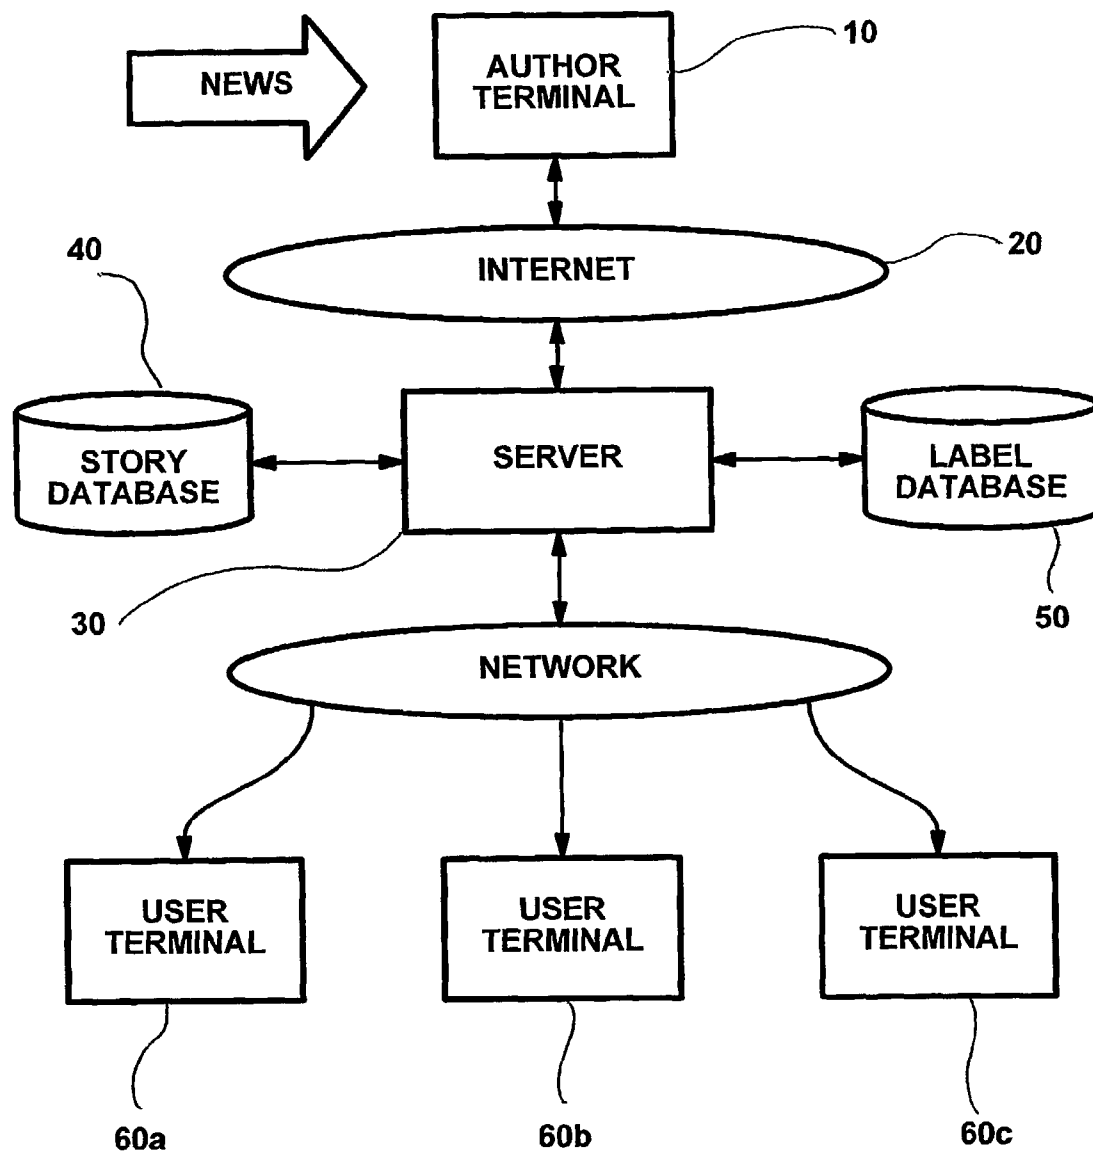 NEWS
AUTHOR
TERMINAL
10
INTERNET
20
40
STORY
DATABASE
SERVER
LABEL
DATABASE
30
50
NETWORK
USER
TERMINAL
USER
TERMINAL
USER
TERMINAL
60a
60b
60c